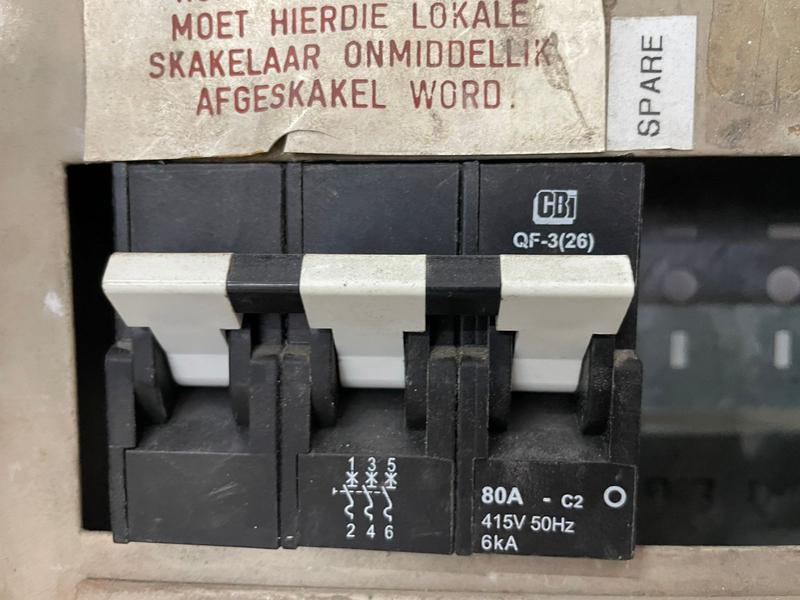 MOET HIERDIE LOKALE
SKAKELAAR ONMIDDELLIK
AFGESKAKEL WORD.
SPARE
CBi
QF-3(26)
1 3 5
2 4 6
80A - C2 O
415V 50Hz
6kA